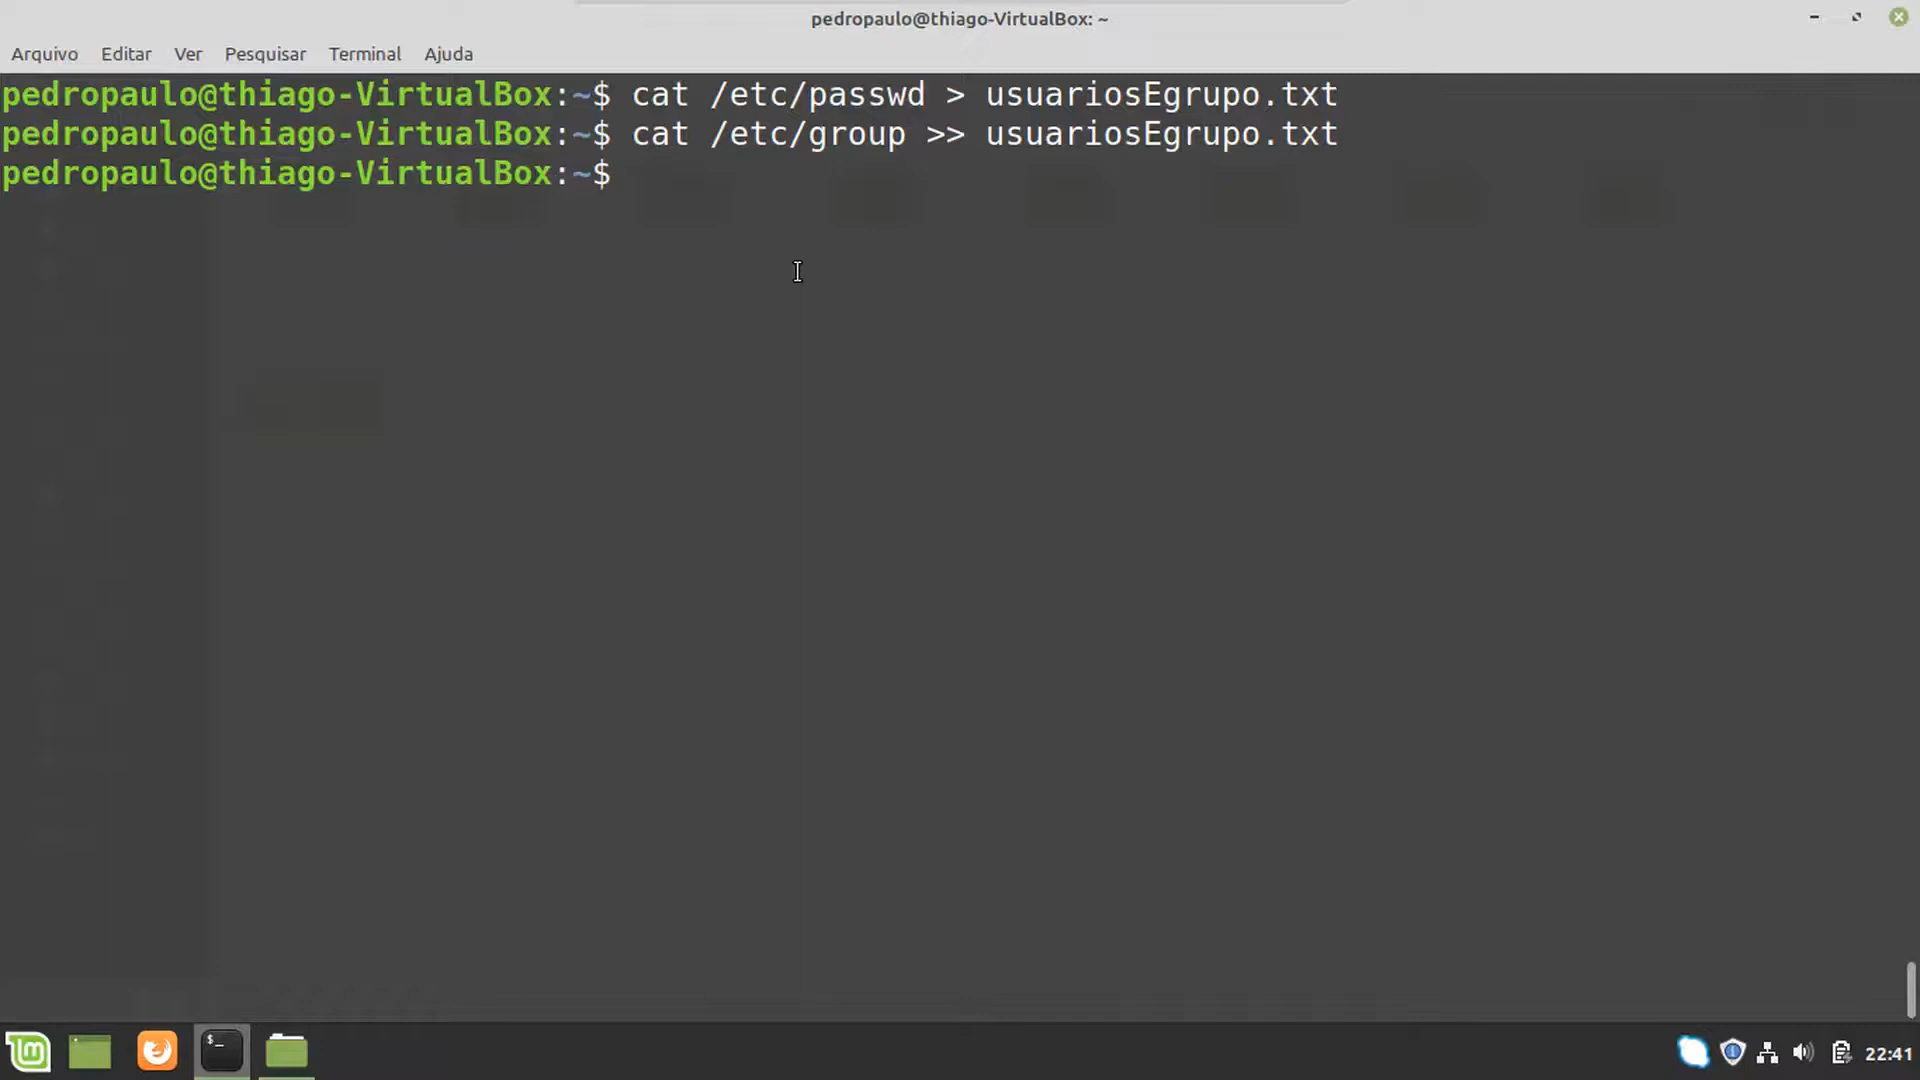 pedropaulo@thiago-VirtualBox: ~
Arquivo Editar Ver Pesquisar Terminal Ajuda
pedropaulo@thiago-VirtualBox:~$ cat /etc/passwd > usuariosEgrupo.txt
pedropaulo@thiago-VirtualBox:~$ cat /etc/group >> usuariosEgrupo.txt
pedropaulo@thiago-VirtualBox:~$
$_
22:41